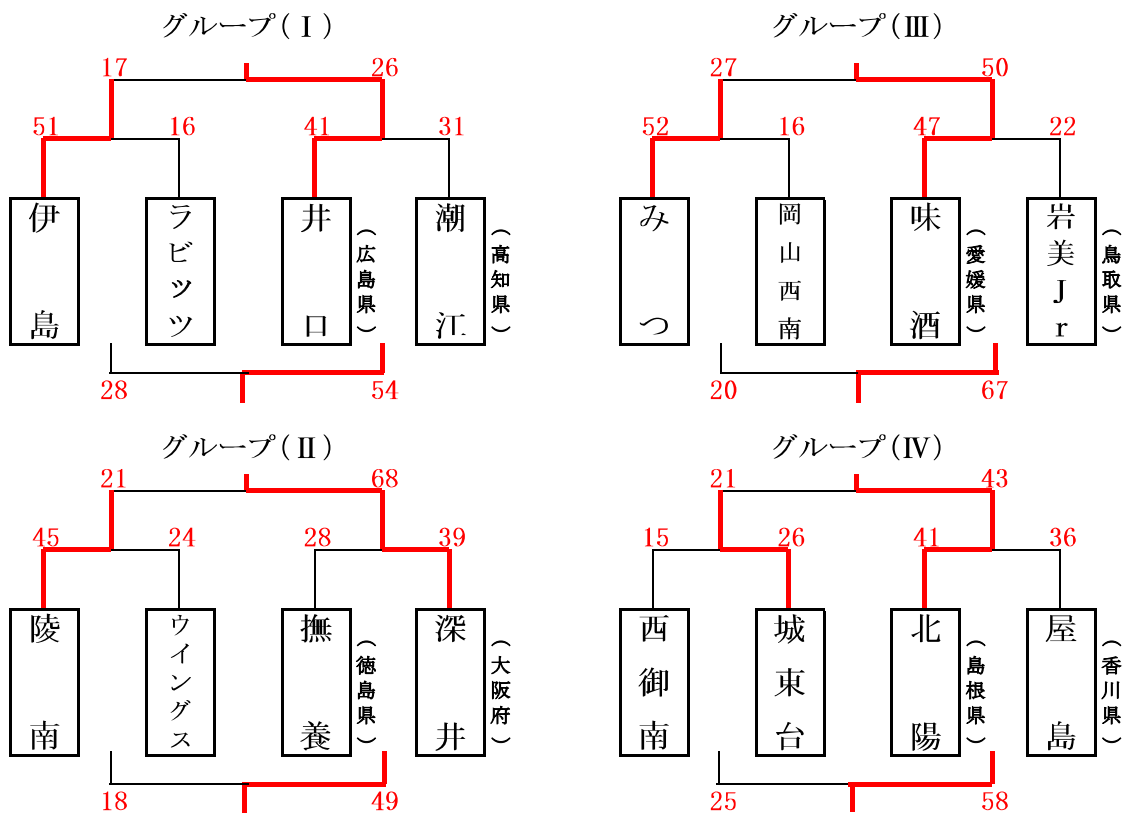 グループ(Ⅰ)
17 26
51 16 41 31
伊島
ラビッツ
井口
(広島県)
潮江
(高知県)
28 54
グループ(Ⅲ)
27 50
52 16 47 22
みつ
岡山西南
味酒
(愛媛県)
岩美Jr
(鳥取県)
20 67
グループ(Ⅱ)
21 68
45 24 28 39
陵南
ウイングス
撫養
(徳島県)
深井
(大阪府)
18 49
グループ(Ⅳ)
21 43
15 26 41 36
西御南
城東台
北陽
(島根県)
屋島
(香川県)
25 58